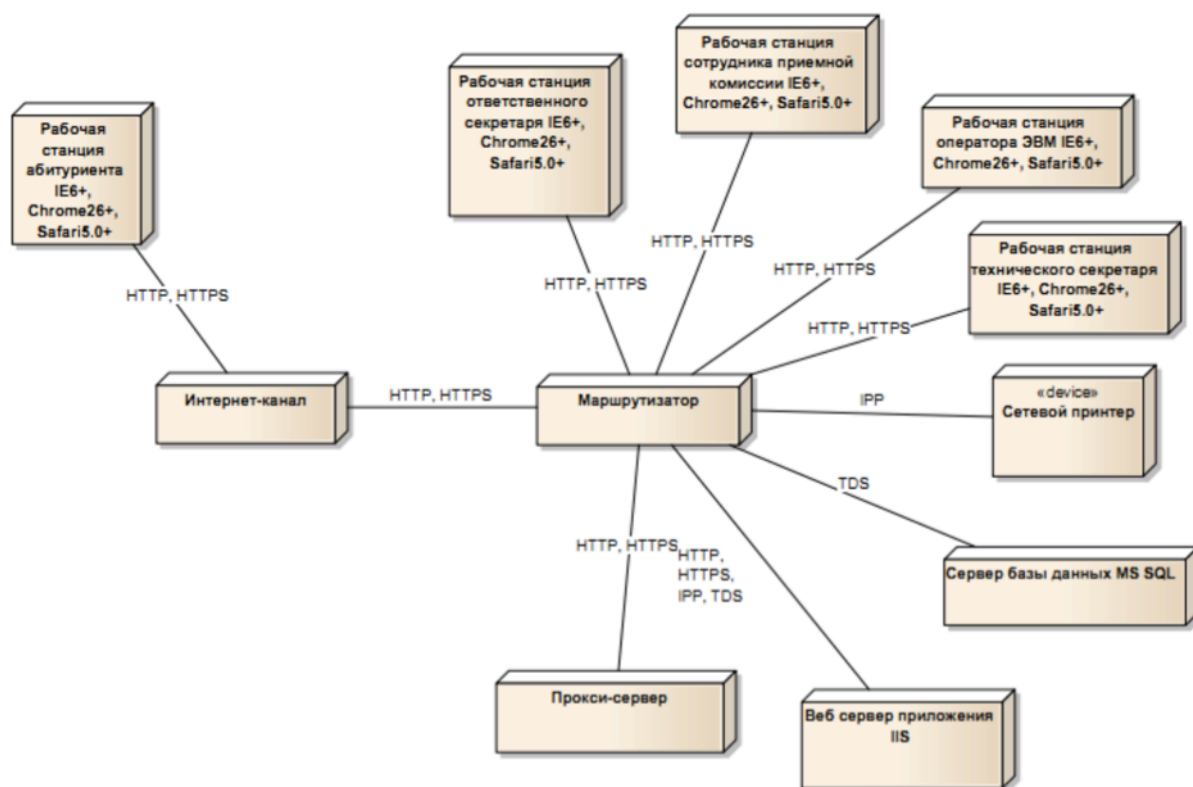 Рабочая станция
сотрудника приемной
комиссии IE6+,
Chrome26+, Safari5.0+
Рабочая станция
ответственного
секретаря IE6+,
Chrome26+,
Safari5.0+
Рабочая
станция
абитуриента
IE6+,
Chrome26+,
Safari5.0+
Рабочая станция
оператора ЭВМ IE6+,
Chrome26+, Safari5.0+
Рабочая станция
технического секретаря
IE6+, Chrome26+,
Safari5.0+
HTTP, HTTPS
HTTP, HTTPS
HTTP, HTTPS
HTTP, HTTPS
HTTP, HTTPS
Интернет-канал
HTTP, HTTPS
Маршрутизатор
IPP
«device»
Сетевой принтер
TDS
HTTP, HTTPS
HTTP,
HTTPS,
IPP, TDS
Сервер базы данных MS SQL
Прокси-сервер
Веб сервер приложения
IIS